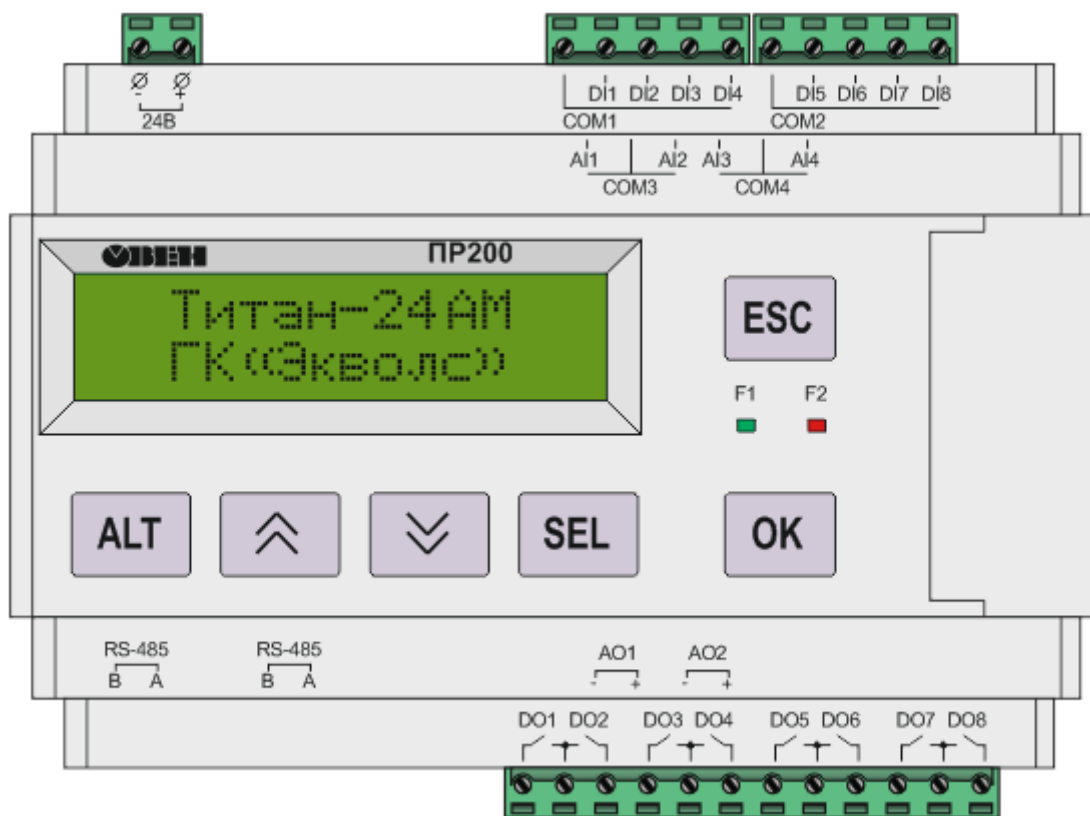 - +
24В
DI1 DI2 DI3 DI4
COM1
DI5 DI6 DI7 DI8
COM2
AI1 AI2 AI3 AI4
COM3 COM4
ОВЕН ПР200
Титан-24АМ
ГК«Экволс»
ESC
F1 F2
ALT SEL OK
RS-485 RS-485
B A B A
AO1 AO2
- + - +
DO1 DO2 DO3 DO4 DO5 DO6 DO7 DO8